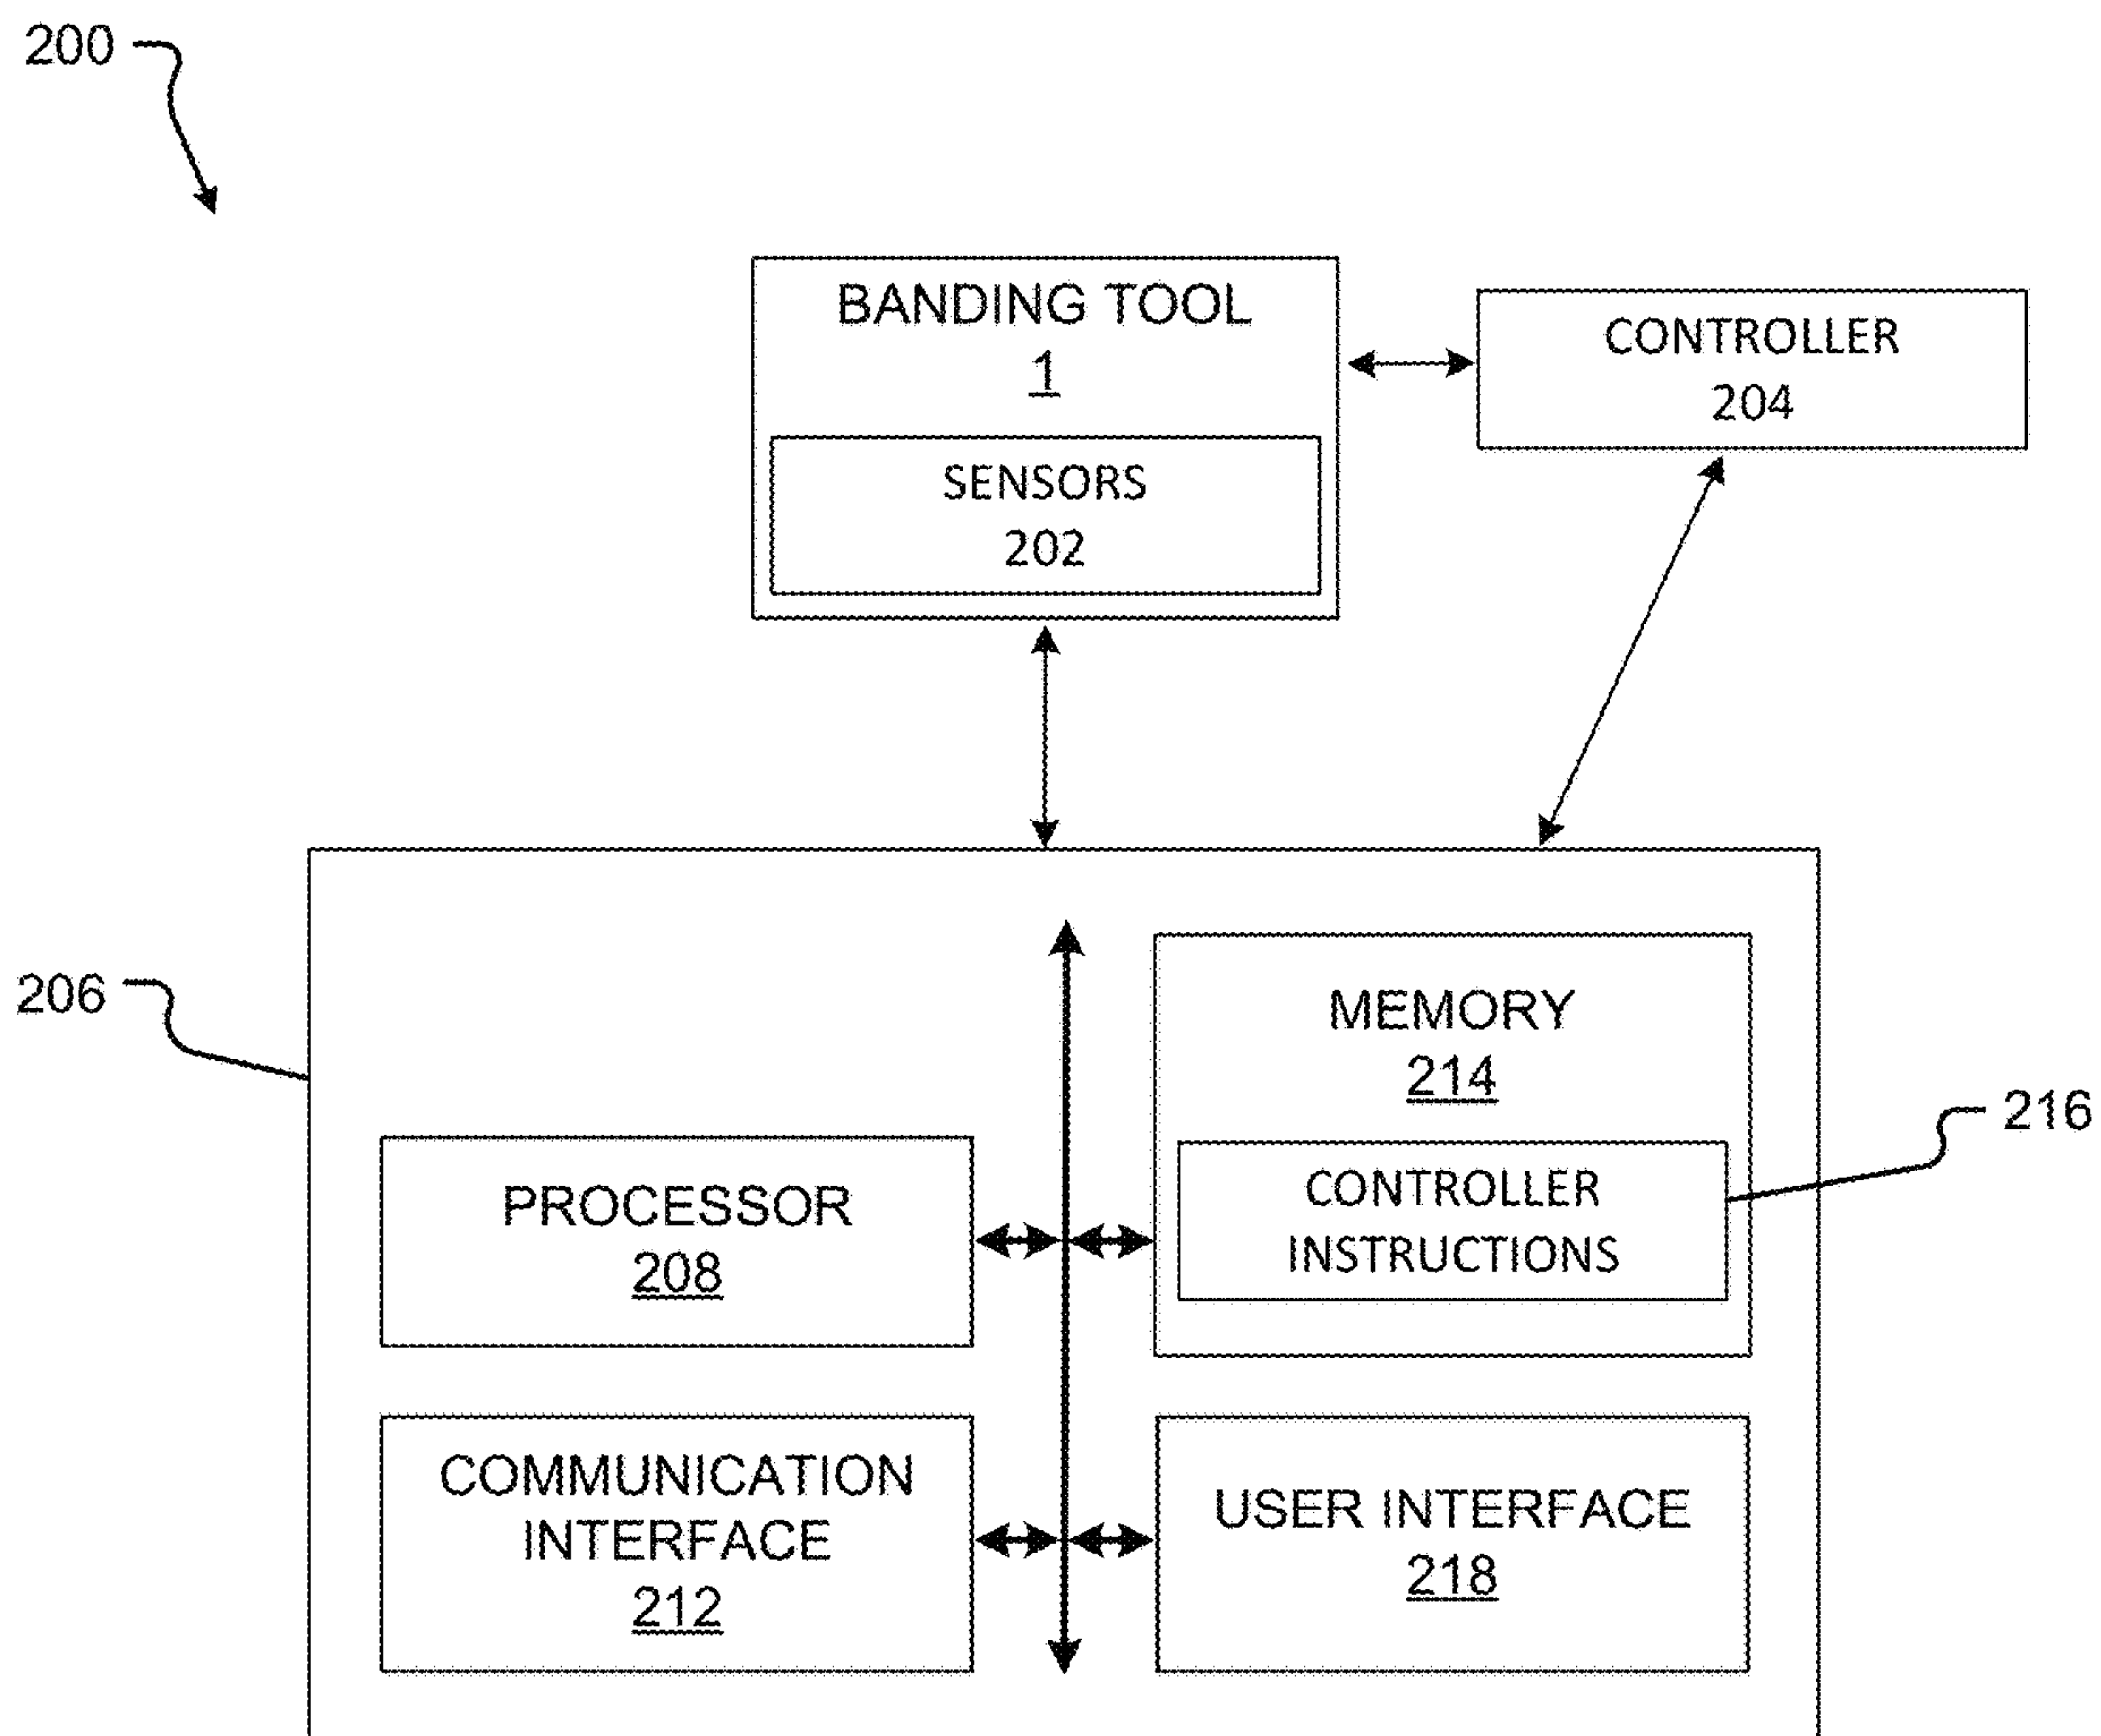 200
BANDING TOOL
1
CONTROLLER
204
SENSORS
202
206
MEMORY
214
216
CONTROLLER
INSTRUCTIONS
PROCESSOR
208
COMMUNICATION
INTERFACE
212
USER INTERFACE
218